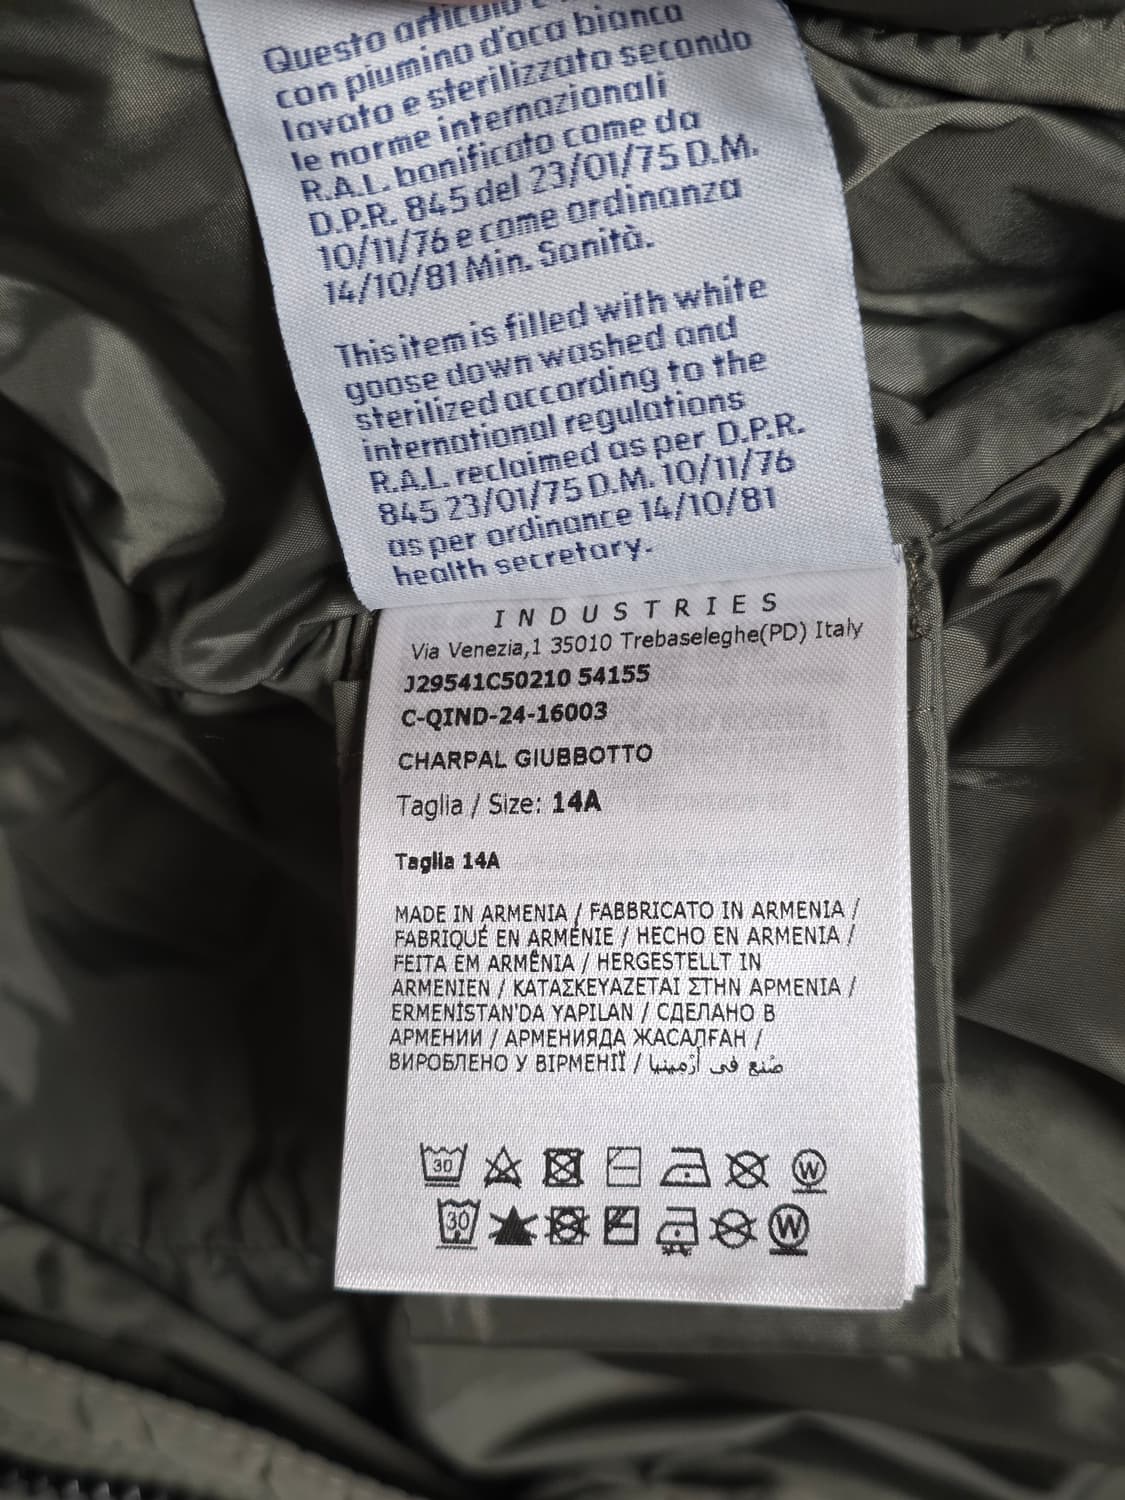 Questo articolo è
con piumino d'oca bianca
lavato e sterilizzato secondo
le norme internazionali
R.A.L. bonificato come da
D.P.R. 845 del 23/01/75 D.M.
10/11/76 e come ordinanza
14/10/81 Min. Sanità.
This item is filled with white
goose down washed and
sterilized according to the
international regulations
R.A.L. reclaimed as per D.P.R.
845 23/01/75 D.M. 10/11/76
as per ordinance 14/10/81
health secretary.
INDUSTRIES
Via Venezia,1 35010 Trebaseleghe(PD) Italy
J29541C50210 54155
C-QIND-24-16003
CHARPAL GIUBBOTTO
Taglia / Size: 14A
Taglia 14A
MADE IN ARMENIA / FABBRICATO IN ARMENIA /
FABRIQUÉ EN ARMÉNIE / HECHO EN ARMENIA /
FEITA EM ARMÊNIA / HERGESTELLT IN
ARMENIEN / ΚΑΤΑΣΚΕΥΑΖΕΤΑΙ ΣΤΗΝ ΑΡΜΕΝΙΑ /
ERMENİSTAN'DA YAPILAN / СДЕЛАНО В
АРМЕНИИ / АРМЕНИЯДА ЖАСАЛҒАН /
ВИРОБЛЕНО У ВІРМЕНІЇ / صُنع في أرمينيا
30 W
30 W